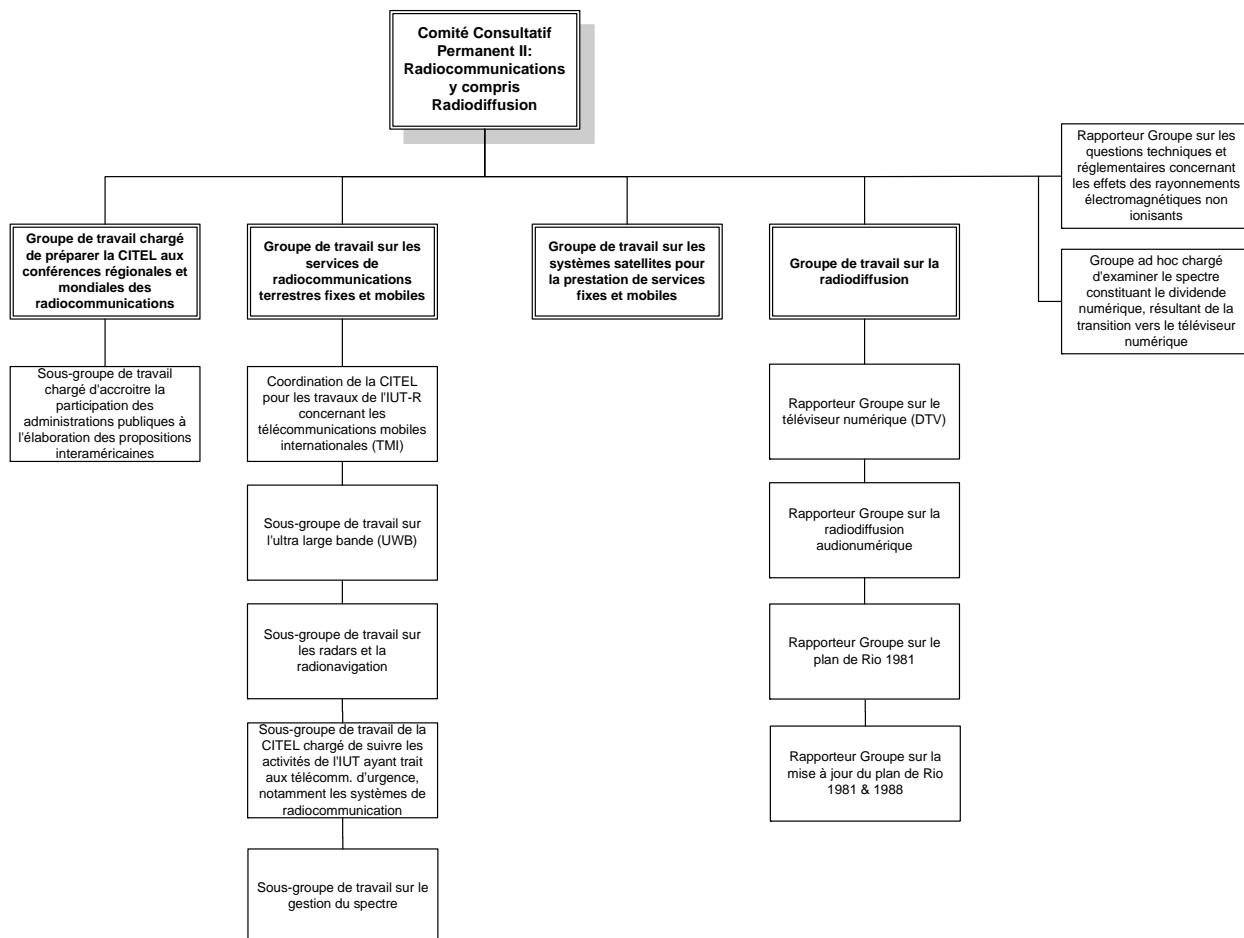 Comité Consultatif
Permanent II:
Radiocommunications
y compris
Radiodiffusion
Rapporteur Groupe sur les
questions techniques et
réglementaires concernant
les effets des rayonnements
électromagnétiques non
ionisants
Groupe ad hoc chargé
d'examiner le spectre
constituant le dividende
numérique, résultant de la
transition vers le téléviseur
numérique
Groupe de travail chargé
de préparer la CITEL aux
conférences régionales et
mondiales des
radiocommunications
Sous-groupe de travail
chargé d'accroitre la
participation des
administrations publiques à
l'élaboration des propositions
interaméricaines
Groupe de travail sur les
services de
radiocommunications
terrestres fixes et mobiles
Coordination de la CITEL
pour les travaux de l'IUT-R
concernant les
télécommunications mobiles
internationales (TMI)
Sous-groupe de travail sur
l'ultra large bande (UWB)
Sous-groupe de travail sur
les radars et la
radionavigation
Sous-groupe de travail de la
CITEL chargé de suivre les
activités de l'IUT ayant trait
aux télécomm. d'urgence,
notamment les systèmes de
radiocommunication
Sous-groupe de travail sur le
gestion du spectre
Groupe de travail sur les
systèmes satellites pour
la prestation de services
fixes et mobiles
Groupe de travail sur la
radiodiffusion
Rapporteur Groupe sur le
téléviseur numérique (DTV)
Rapporteur Groupe sur la
radiodiffusion
audionumérique
Rapporteur Groupe sur le
plan de Rio 1981
Rapporteur Groupe sur la
mise à jour du plan de Rio
1981 & 1988